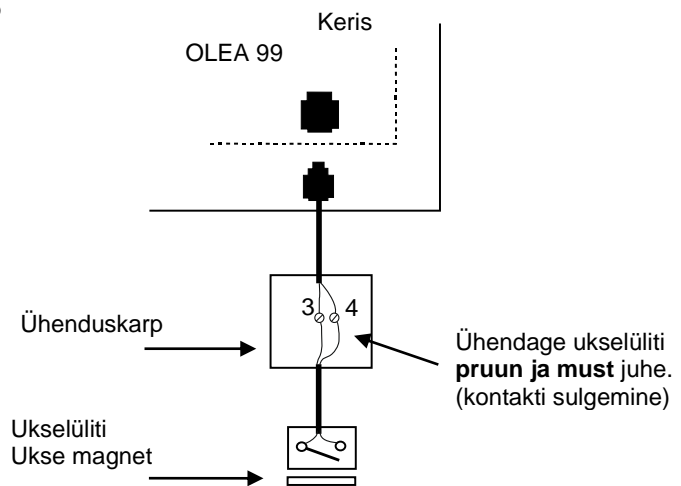 Keris
OLEA 99
3 4
Ühenduskarp
Ühendage ukselüliti
pruun ja must juhe.
(kontakti sulgemine)
Ukselüliti
Ukse magnet